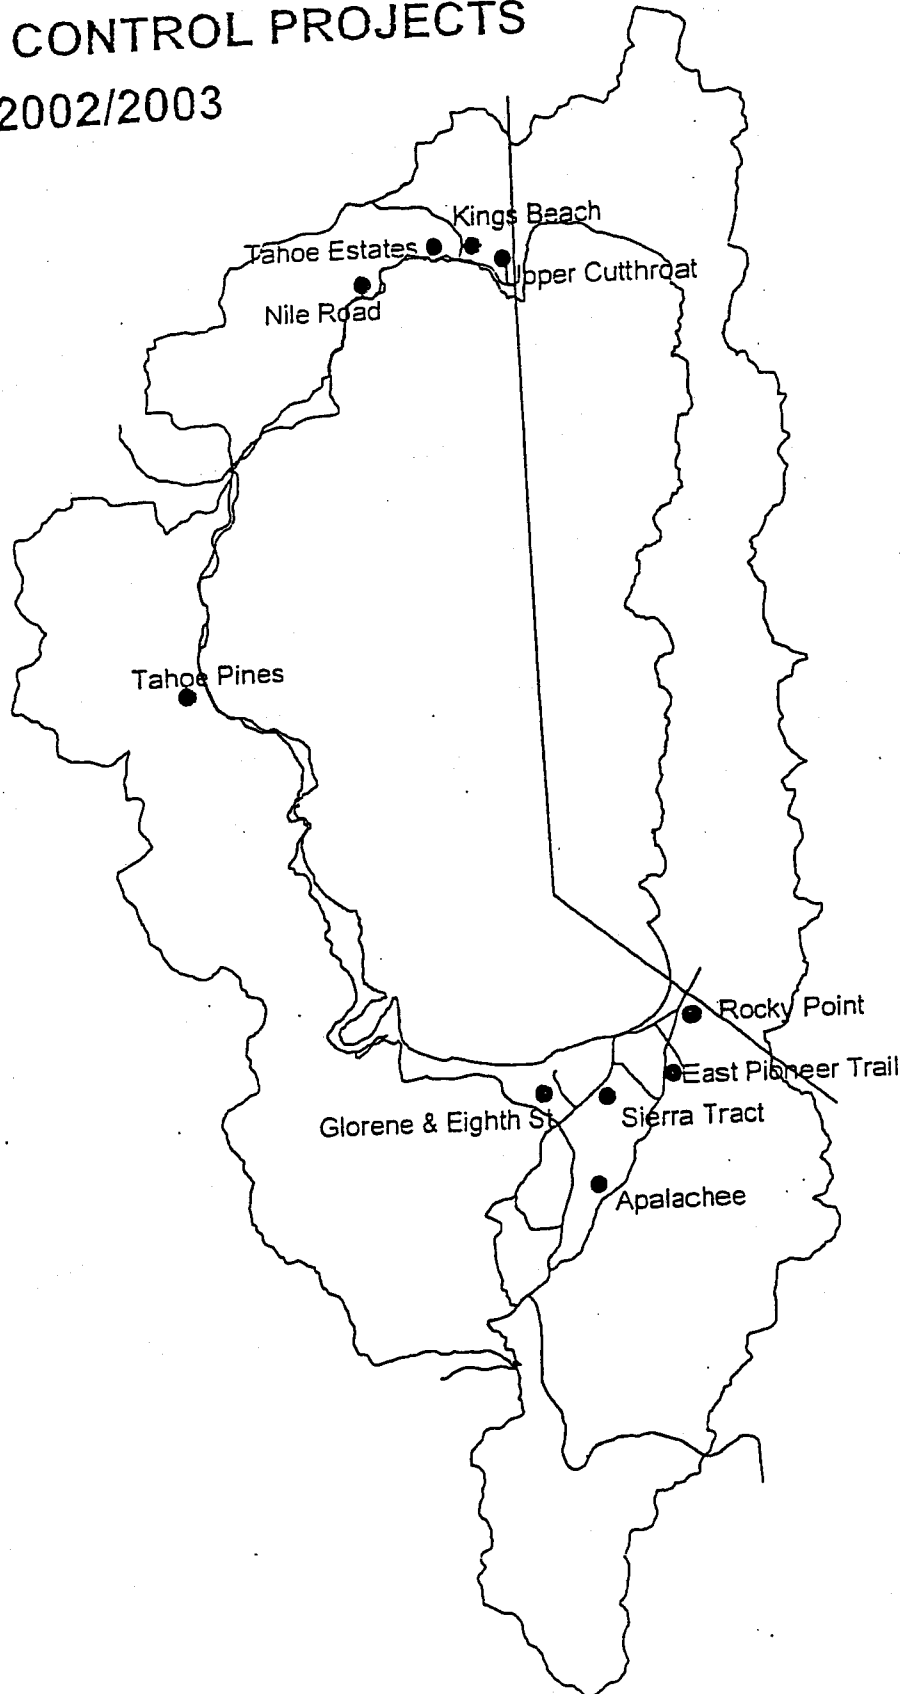 CONTROL PROJECTS
2002/2003
Kings Beach
Tahoe Estates
Upper Cutthroat
Nile Road
Tahoe Pines
Rocky Point
East Pioneer Trail
Glorene & Eighth St
Sierra Tract
Apalachee